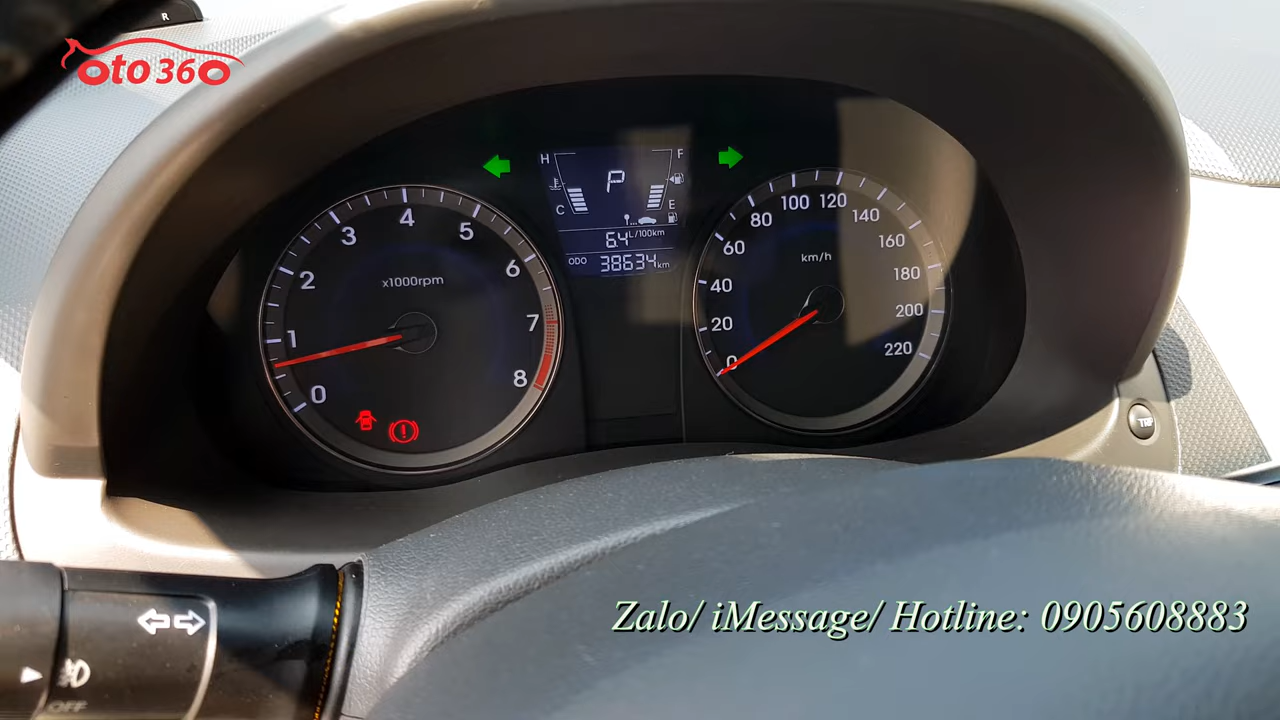 R
oto360
H
F
P
C
E
6.4 L/100km
ODO 38634 km
0
1
2
3
4
5
6
7
8
x1000rpm
0
20
40
60
80
100
120
140
160
180
200
220
km/h
TRIP
OFF
Zalo/ iMessage/ Hotline: 0905608883